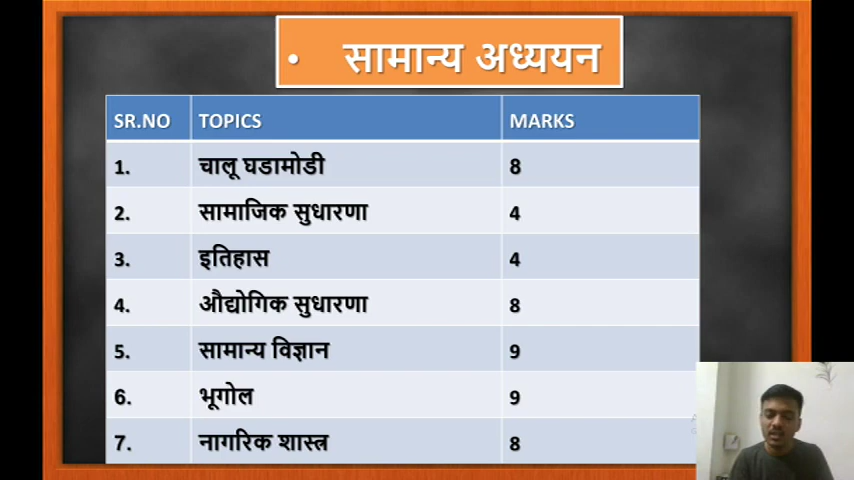 • सामान्य अध्ययन
SR.NO TOPICS MARKS
1. चालू घडामोडी 8
2. सामाजिक सुधारणा 4
3. इतिहास 4
4. औद्योगिक सुधारणा 8
5. सामान्य विज्ञान 9
6. भूगोल 9
7. नागरिक शास्त्र 8